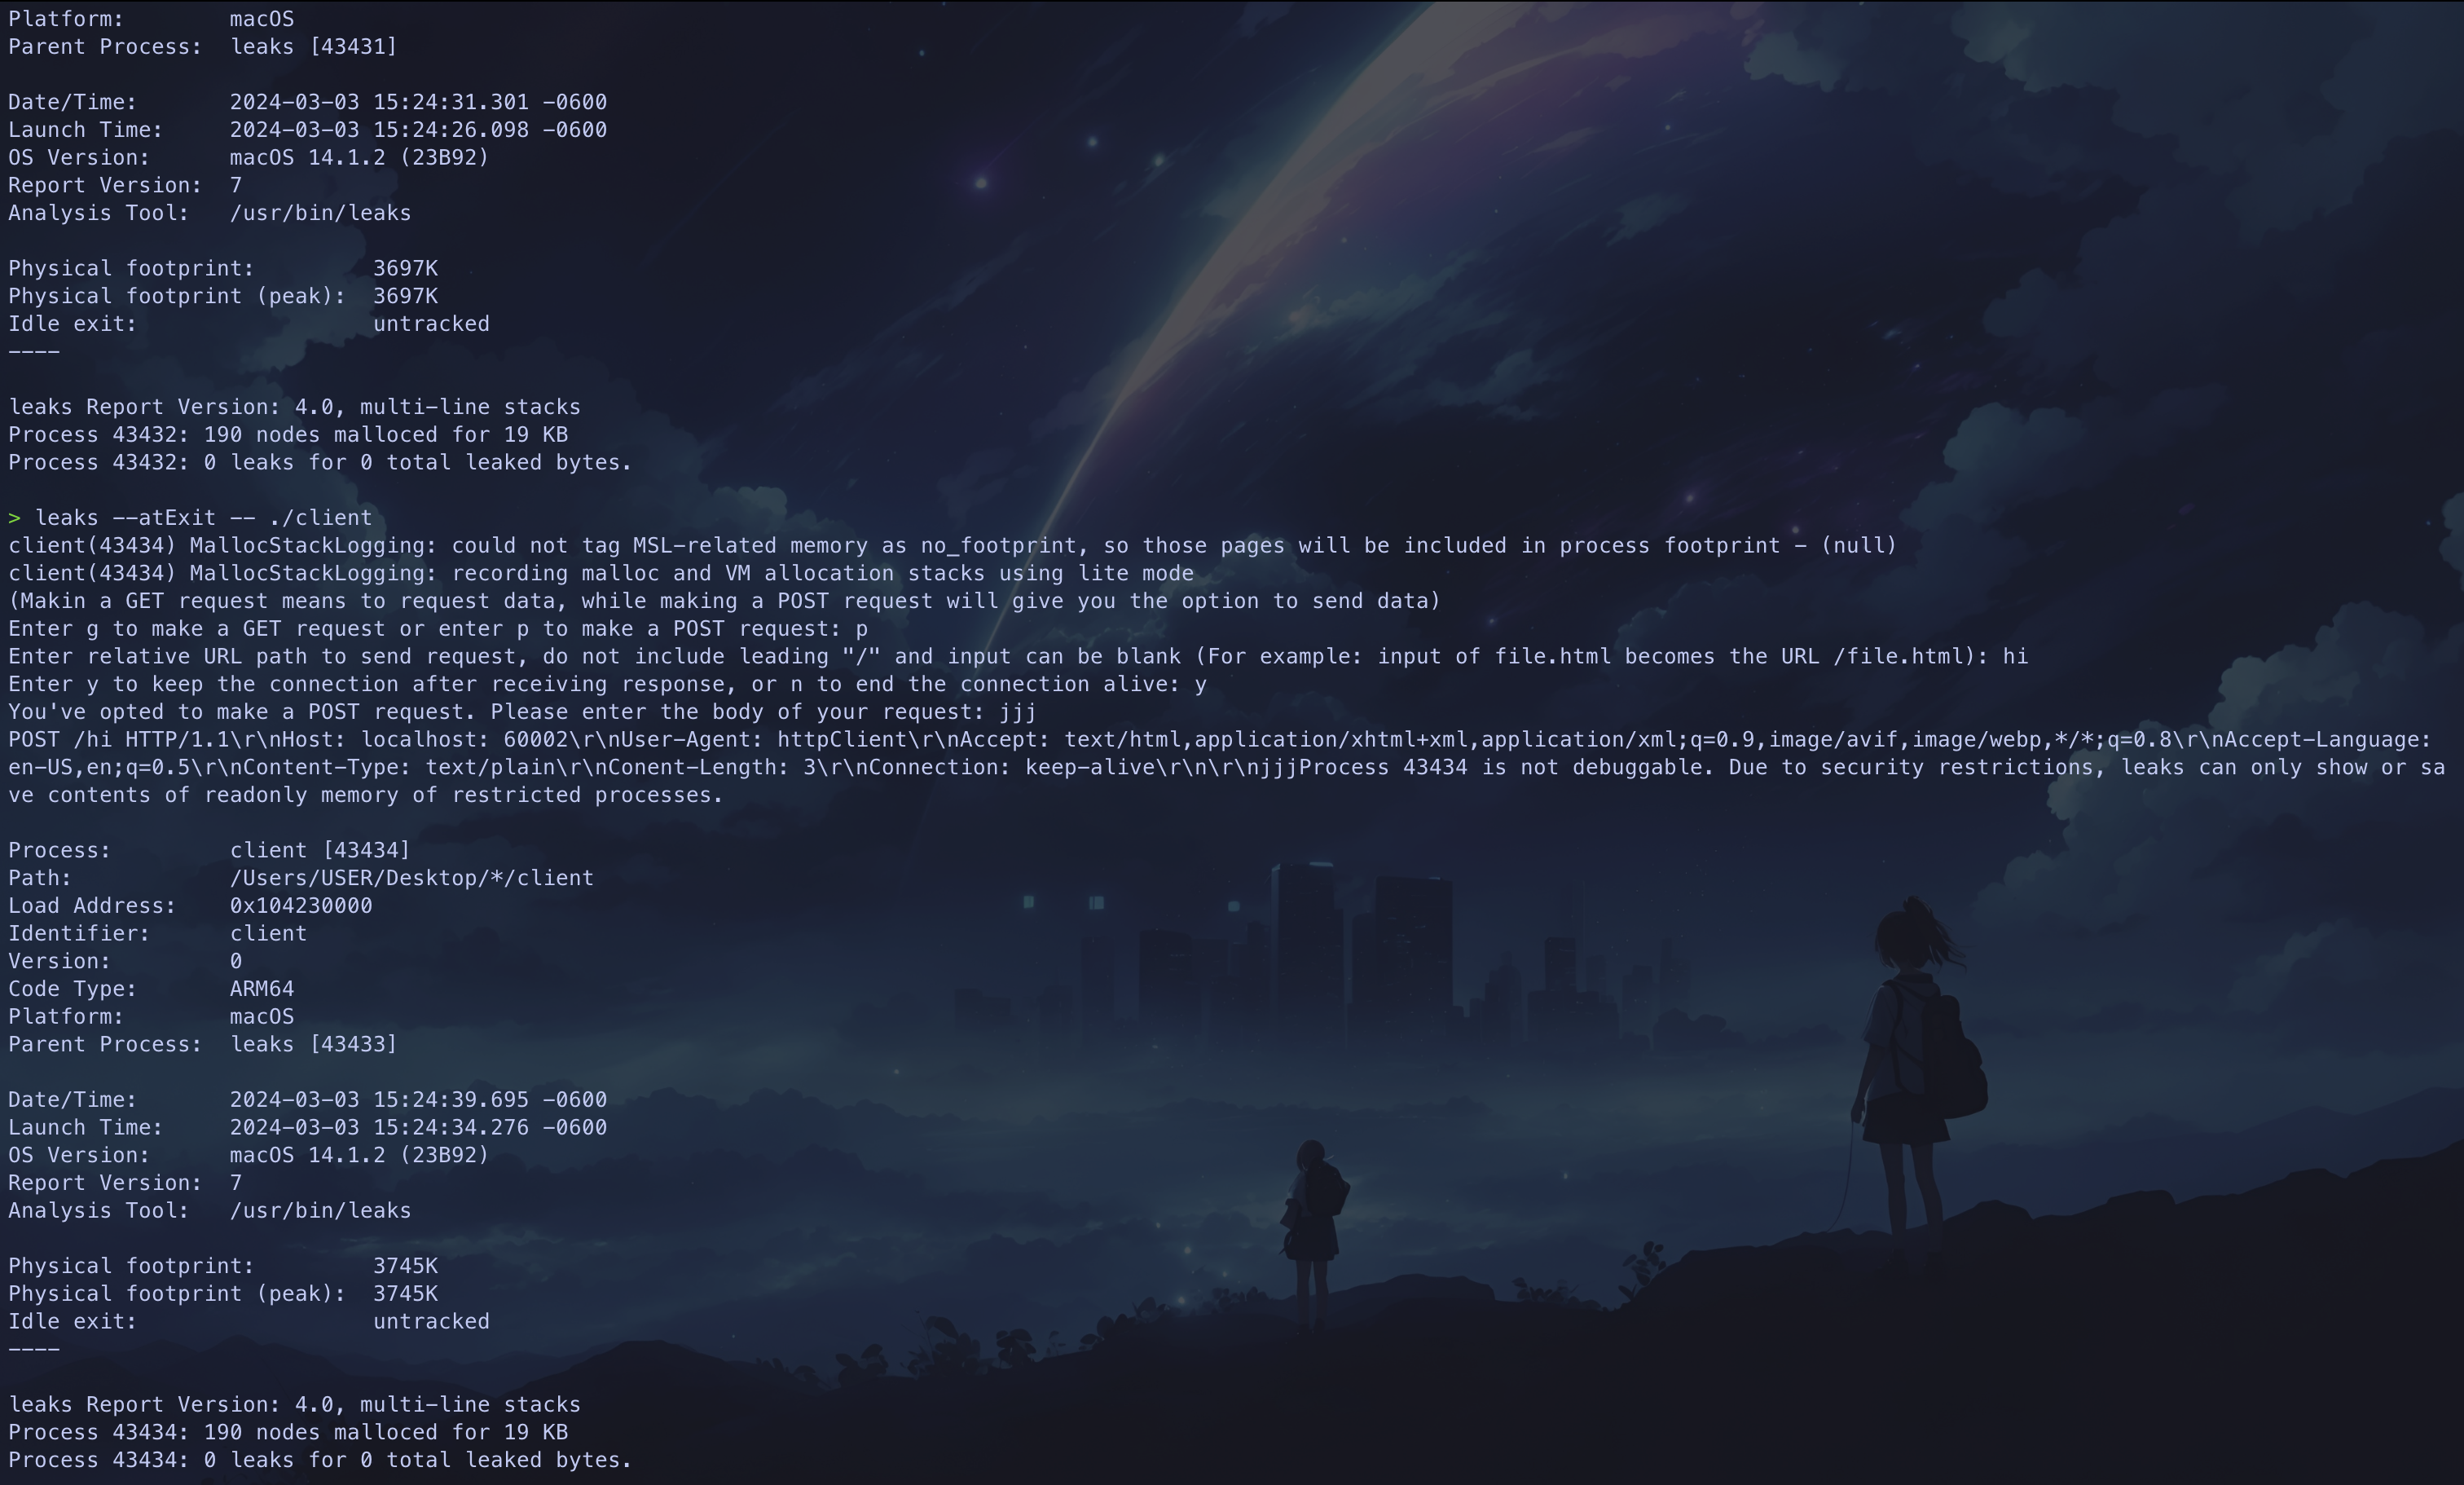 Platform:        macOS
Parent Process:  leaks [43431]

Date/Time:       2024-03-03 15:24:31.301 -0600
Launch Time:     2024-03-03 15:24:26.098 -0600
OS Version:      macOS 14.1.2 (23B92)
Report Version:  7
Analysis Tool:   /usr/bin/leaks

Physical footprint:         3697K
Physical footprint (peak):  3697K
Idle exit:                  untracked
----

leaks Report Version: 4.0, multi-line stacks
Process 43432: 190 nodes malloced for 19 KB
Process 43432: 0 leaks for 0 total leaked bytes.

> leaks --atExit -- ./client
client(43434) MallocStackLogging: could not tag MSL-related memory as no_footprint, so those pages will be included in process footprint - (null)
client(43434) MallocStackLogging: recording malloc and VM allocation stacks using lite mode
(Makin a GET request means to request data, while making a POST request will give you the option to send data)
Enter g to make a GET request or enter p to make a POST request: p
Enter relative URL path to send request, do not include leading "/" and input can be blank (For example: input of file.html becomes the URL /file.html): hi
Enter y to keep the connection after receiving response, or n to end the connection alive: y
You've opted to make a POST request. Please enter the body of your request: jjj
POST /hi HTTP/1.1\r\nHost: localhost: 60002\r\nUser-Agent: httpClient\r\nAccept: text/html,application/xhtml+xml,application/xml;q=0.9,image/avif,image/webp,*/*;q=0.8\r\nAccept-Language:
en-US,en;q=0.5\r\nContent-Type: text/plain\r\nConent-Length: 3\r\nConnection: keep-alive\r\n\r\njjjProcess 43434 is not debuggable. Due to security restrictions, leaks can only show or sa
ve contents of readonly memory of restricted processes.

Process:         client [43434]
Path:            /Users/USER/Desktop/*/client
Load Address:    0x104230000
Identifier:      client
Version:         0
Code Type:       ARM64
Platform:        macOS
Parent Process:  leaks [43433]

Date/Time:       2024-03-03 15:24:39.695 -0600
Launch Time:     2024-03-03 15:24:34.276 -0600
OS Version:      macOS 14.1.2 (23B92)
Report Version:  7
Analysis Tool:   /usr/bin/leaks

Physical footprint:         3745K
Physical footprint (peak):  3745K
Idle exit:                  untracked
----

leaks Report Version: 4.0, multi-line stacks
Process 43434: 190 nodes malloced for 19 KB
Process 43434: 0 leaks for 0 total leaked bytes.